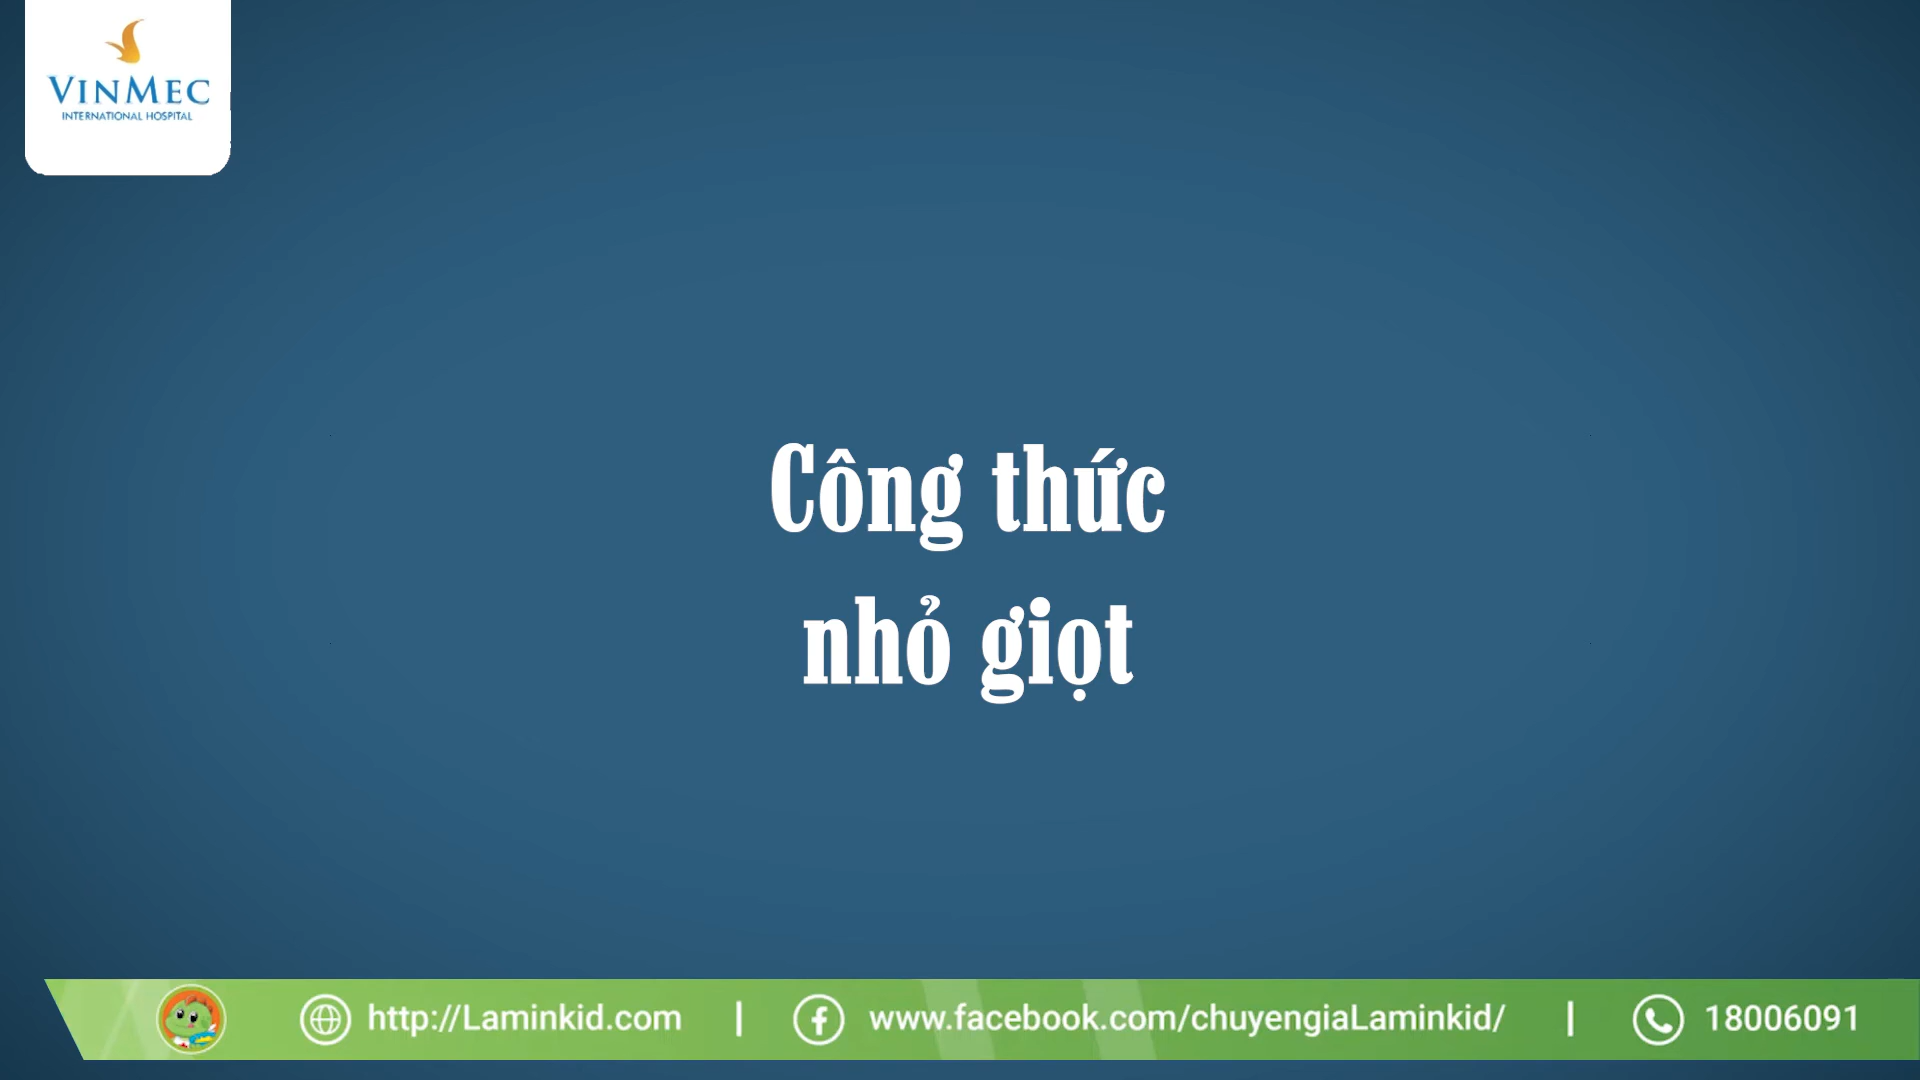 VINMEC
INTERNATIONAL HOSPITAL
Công thức
nhỏ giọt
http://Laminkid.com | www.facebook.com/chuyengiaLaminkid/ | 18006091